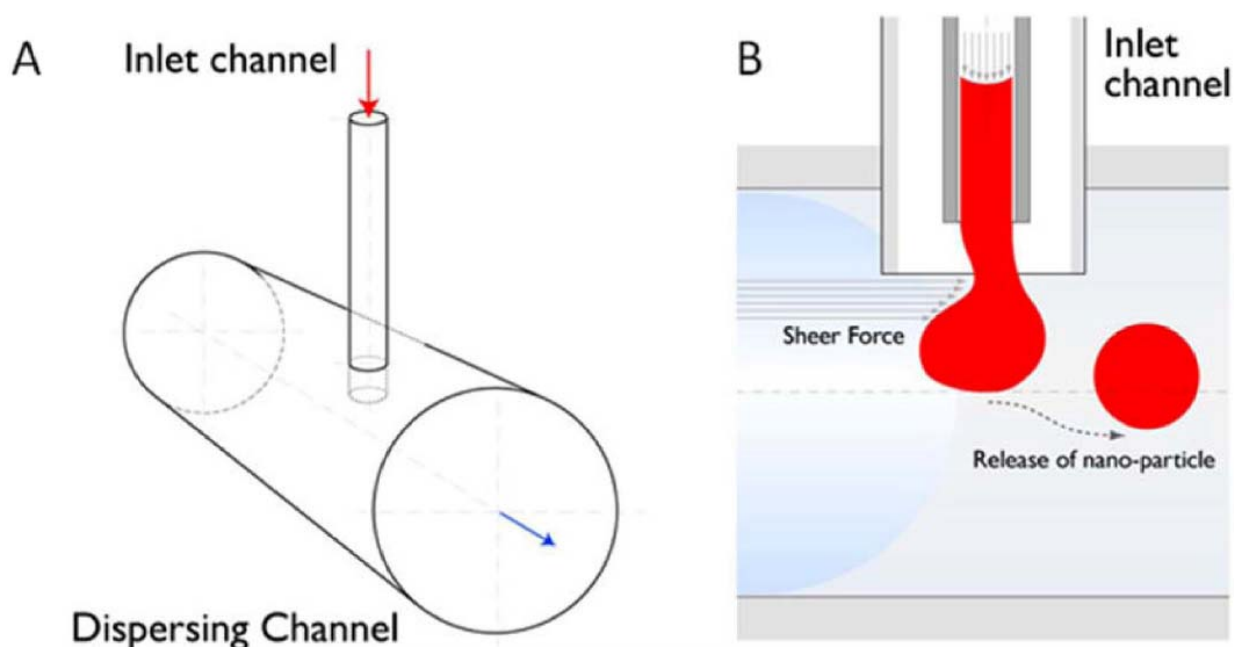 A
Inlet channel
Dispersing Channel
B
Inlet
channel
Sheer Force
Release of nano-particle